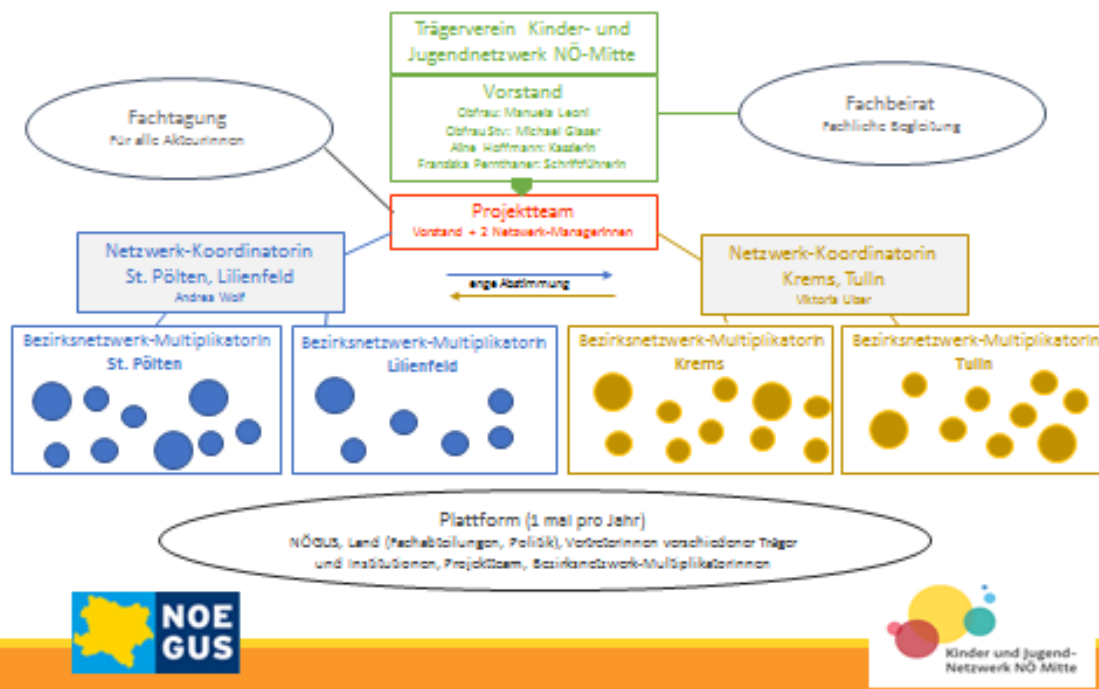 Trägerverein Kinder- und
Jugendnetzwerk NÖ-Mitte
Vorstand
Obfrau: Manuela Leoni
Obfrau Stv: Michael Glaser
Aline Hoffmann: Kassierin
Franziska Pernthaner: Schriftführerin
Fachtagung
Für alle AkteurInnen
Fachbeirat
Fachliche Begleitung
Projektteam
Vorstand + 2 Netzwerk-ManagerInnen
Netzwerk-Koordinatorin
St. Pölten, Lilienfeld
Andrea Wolf
enge Abstimmung
Netzwerk-Koordinatorin
Krems, Tulln
Viktoria
Bezirksnetzwerk-MultiplikatorIn
St. Pölten
Bezirksnetzwerk-MultiplikatorIn
Lilienfeld
Bezirksnetzwerk-MultiplikatorIn
Krems
Bezirksnetzwerk-MultiplikatorIn
Tulln
Plattform (1 mal pro Jahr)
NÖGUS, Land (Fachabteilungen, Politik), VertreterInnen verschiedener Träger
und Institutionen, Projektteam, Bezirksnetzwerk-MultiplikatorInnen
NOE
GUS
Kinder und Jugend-
Netzwerk NÖ Mitte